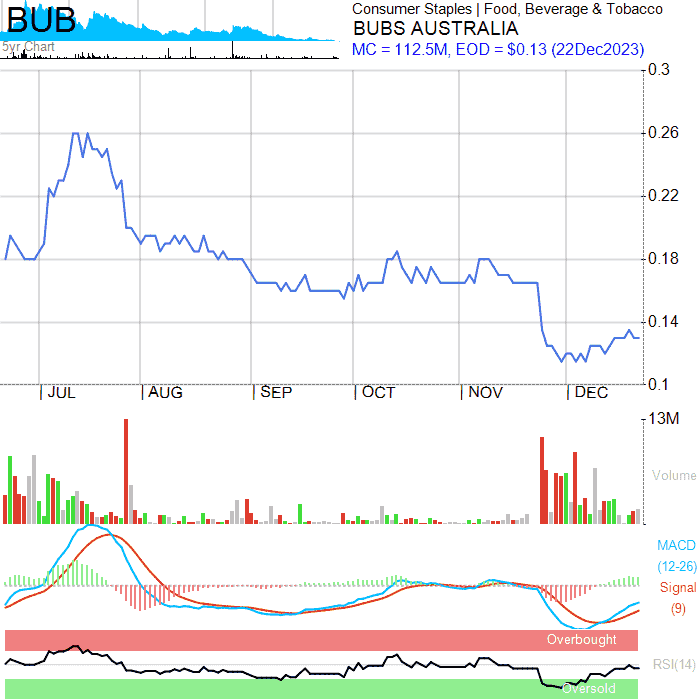 BUB
Consumer Staples | Food, Beverage & Tobacco
BUBS AUSTRALIA
MC = 112.5M, EOD = $0.13 (22Dec2023)
5yr Chart
0.3
0.26
0.22
0.18
0.14
0.1
JUL AUG SEP OCT NOV DEC
13M
Volume
MACD
(12-26)
Signal
(9)
Overbought
RSI(14)
Oversold